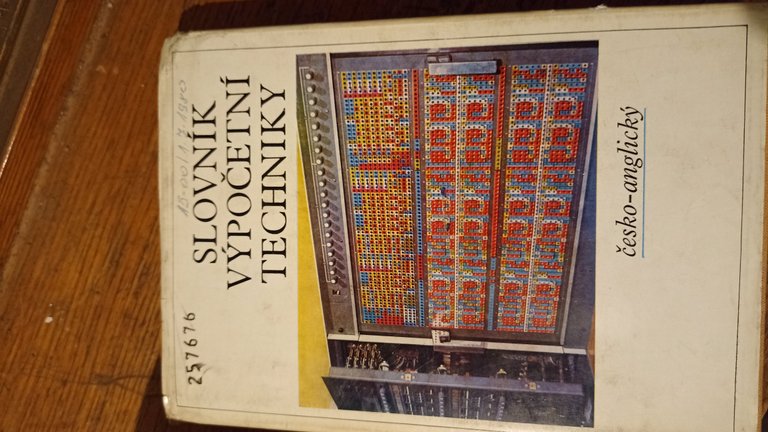 257676
SLOVNÍK
VÝPOČETNÍ
TECHNIKY
česko-anglický